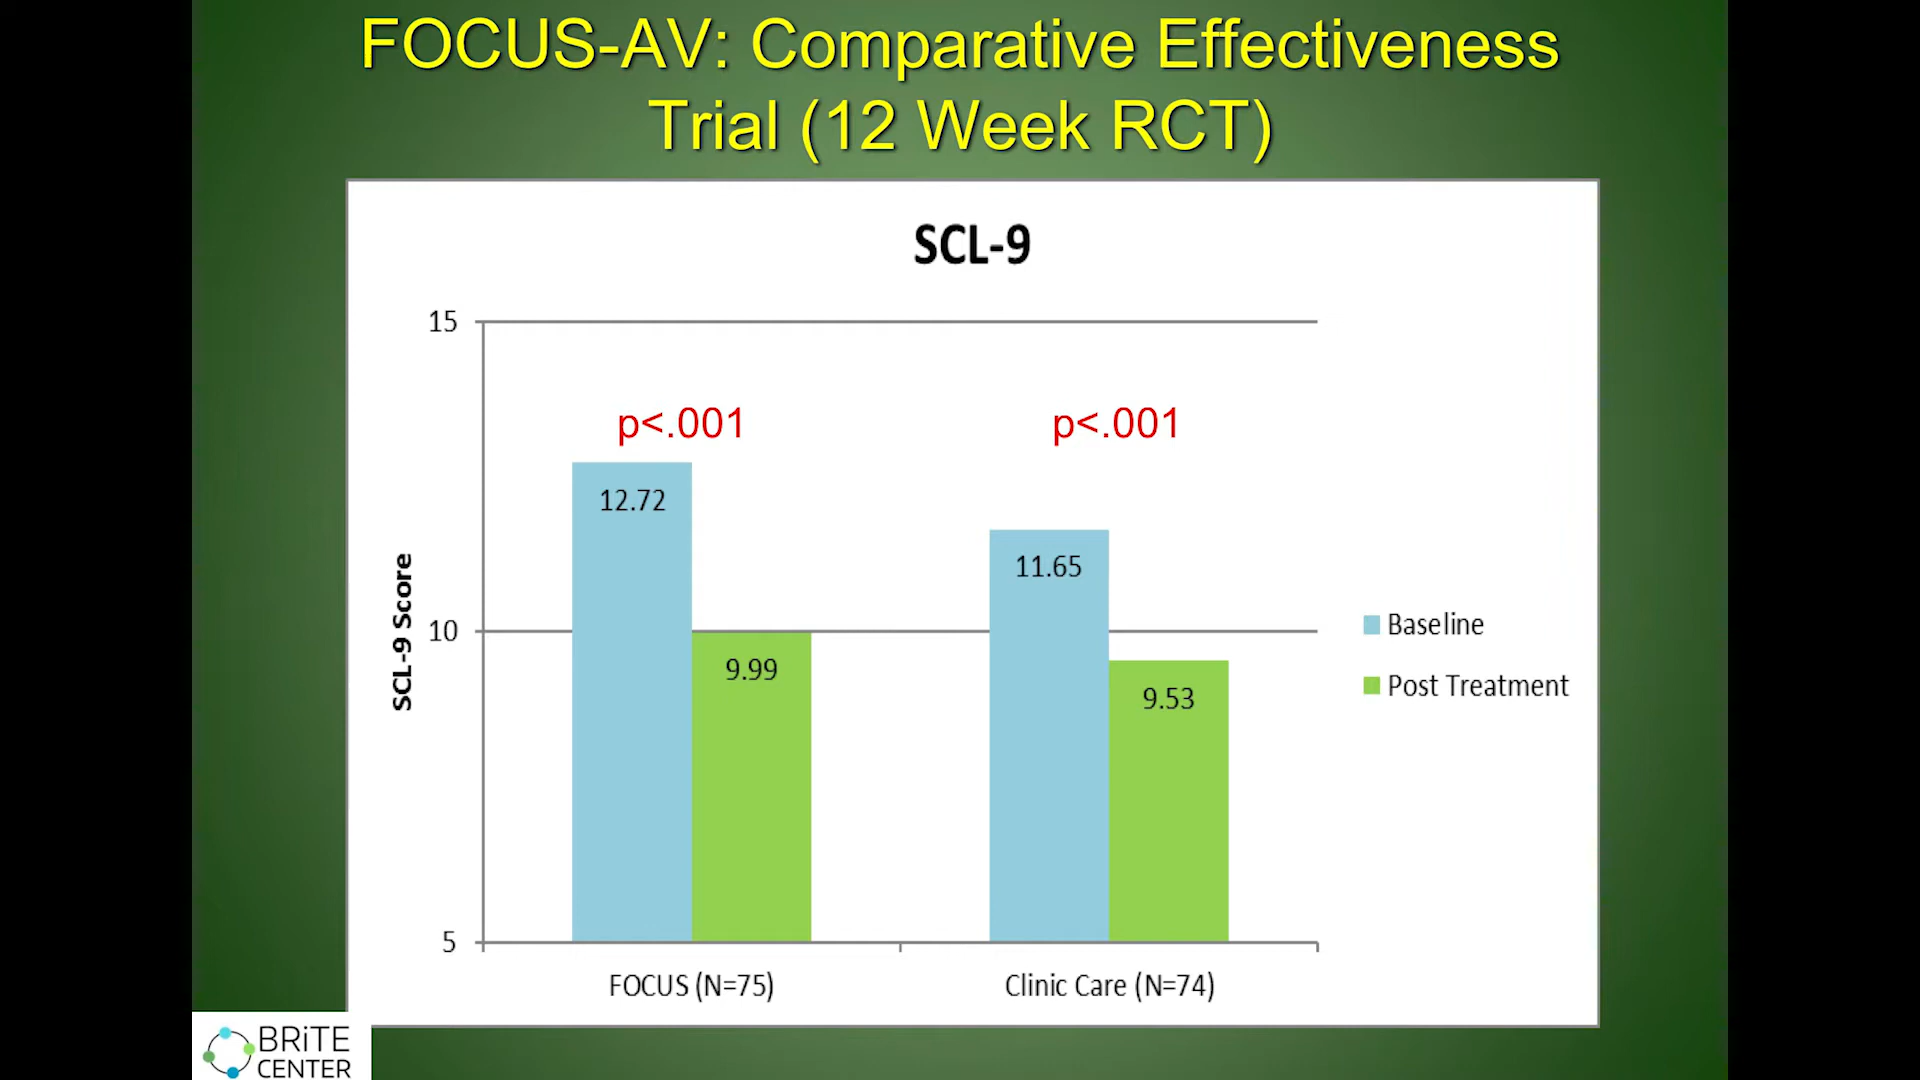 FOCUS-AV: Comparative Effectiveness
Trial (12 Week RCT)
SCL-9
15
p<.001
p<.001
12.72
11.65
SCL-9 Score
10
Baseline
9.99
Post Treatment
9.53
5
FOCUS (N=75)
Clinic Care (N=74)
BRiTE
CENTER